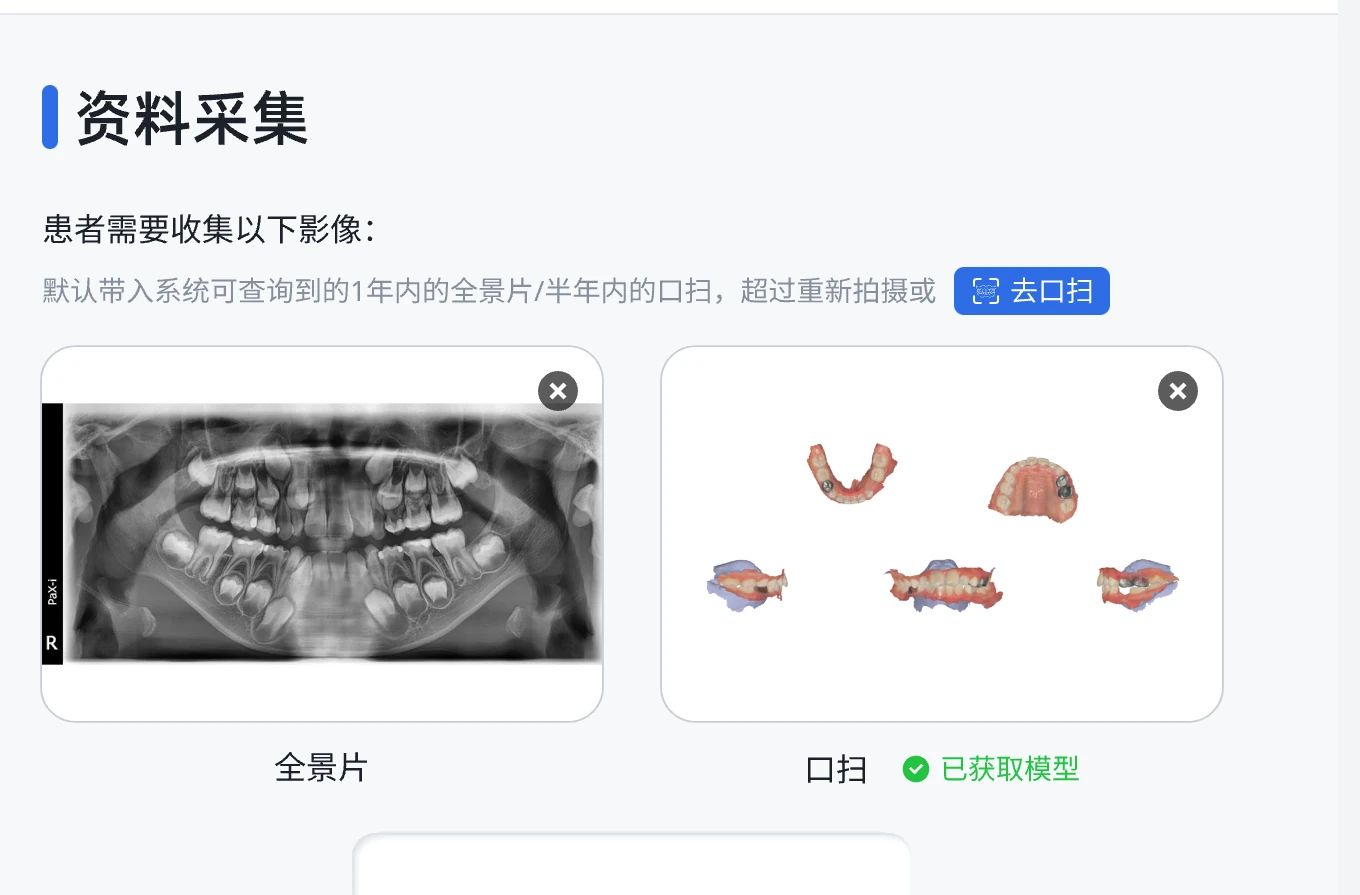 资料采集
患者需要收集以下影像：
默认带入系统可查询到的1年内的全景片/半年内的口扫，超过重新拍摄或 去口扫
PaX-i
R
全景片
口扫 已获取模型